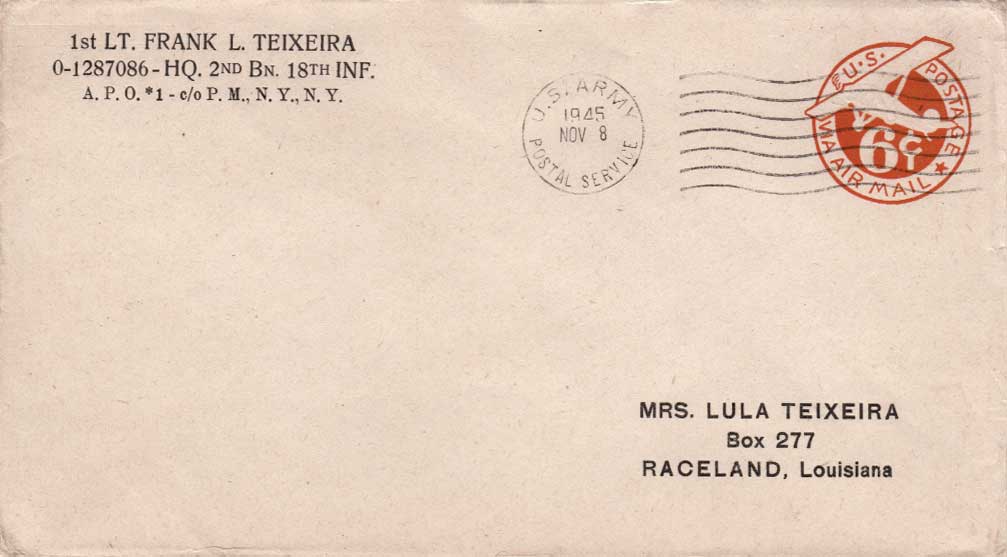 1st LT. FRANK L. TEIXEIRA
0-1287086 - HQ. 2ND BN. 18TH INF.
A. P. O. *1 - c/o P. M., N. Y., N. Y.
U.S. ARMY
1945
NOV 8
POSTAL SERVICE
U.S. POSTAGE
6¢
VIA AIR MAIL
MRS. LULA TEIXEIRA
Box 277
RACELAND, Louisiana